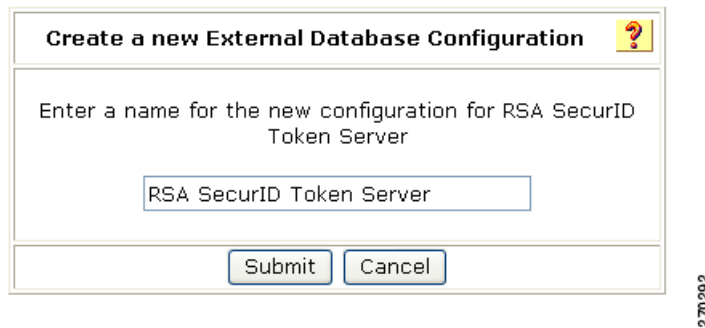 Create a new External Database Configuration ?
Enter a name for the new configuration for RSA SecurID
Token Server
RSA SecurID Token Server
Submit Cancel
270292